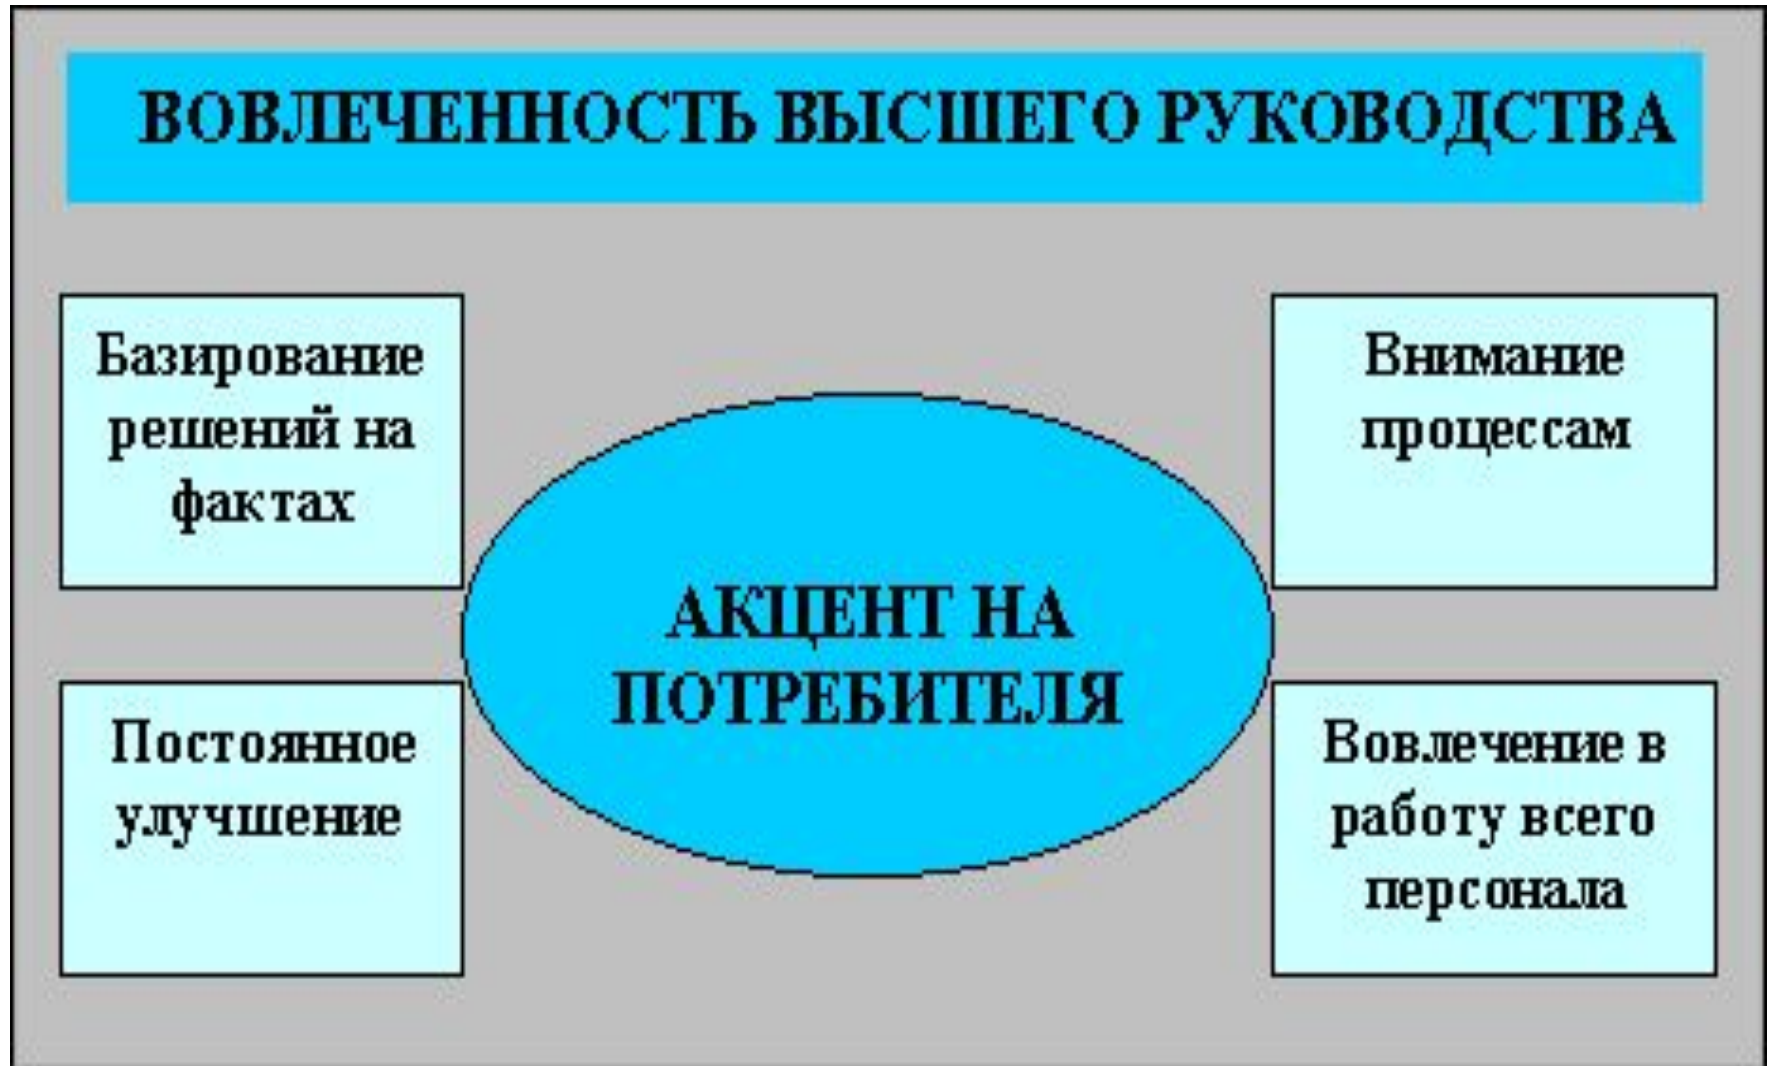 ВОВЛЕЧЕННОСТЬ ВЫСШЕГО РУКОВОДСТВА
Базирование
решений на
фактах
Внимание
процессам
АКЦЕНТ НА
ПОТРЕБИТЕЛЯ
Постоянное
улучшение
Вовлечение в
работу всего
персонала